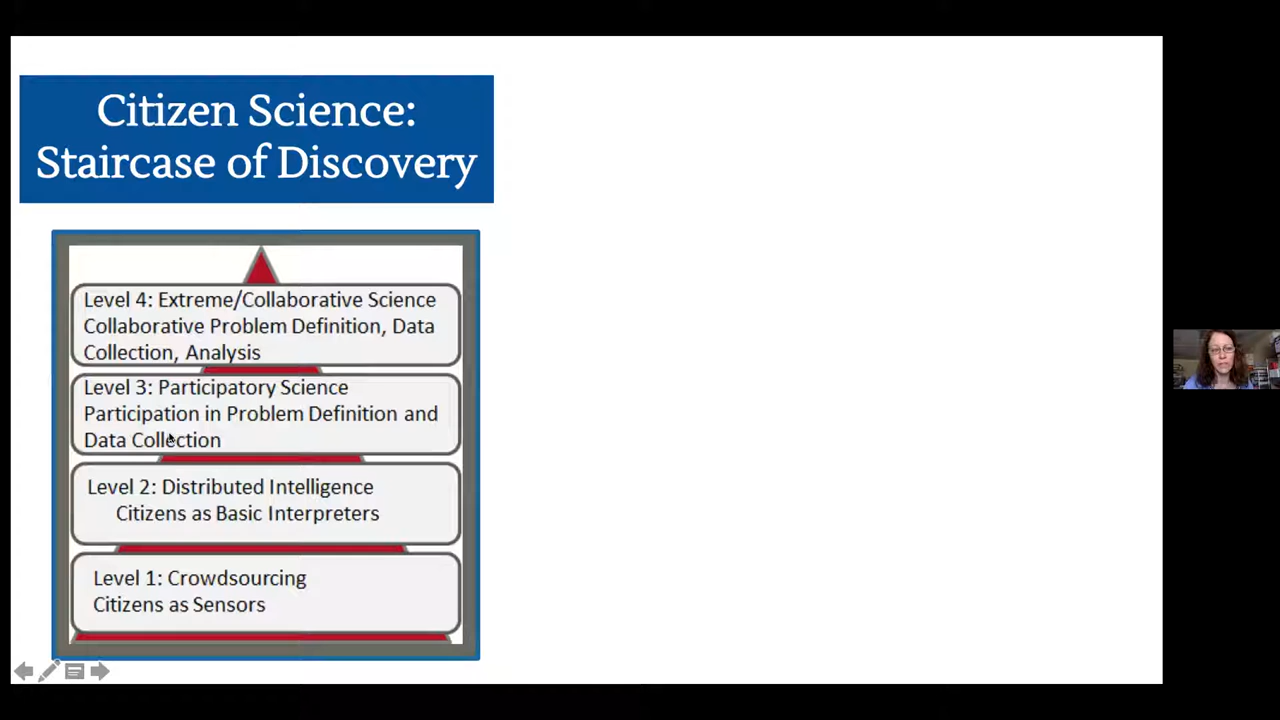 Citizen Science:
Staircase of Discovery
Level 4: Extreme/Collaborative Science
Collaborative Problem Definition, Data
Collection, Analysis
Level 3: Participatory Science
Participation in Problem Definition and
Data Collection
Level 2: Distributed Intelligence
Citizens as Basic Interpreters
Level 1: Crowdsourcing
Citizens as Sensors